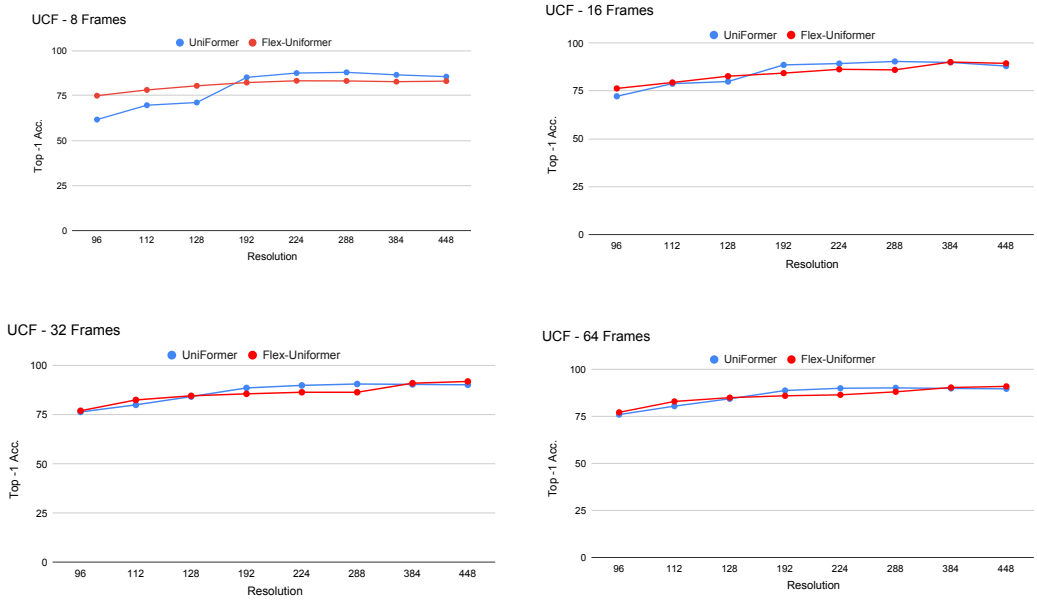 UCF - 8 Frames
UniFormer Flex-Uniformer
Top -1 Acc.
100
75
50
25
0
96 112 128 192 224 288 384 448
Resolution
UCF - 16 Frames
UniFormer Flex-Uniformer
Top -1 Acc.
100
75
50
25
0
96 112 128 192 224 288 384 448
Resolution
UCF - 32 Frames
UniFormer Flex-Uniformer
Top -1 Acc.
100
75
50
25
0
96 112 128 192 224 288 384 448
Resolution
UCF - 64 Frames
UniFormer Flex-Uniformer
Top -1 Acc.
100
75
50
25
0
96 112 128 192 224 288 384 448
Resolution